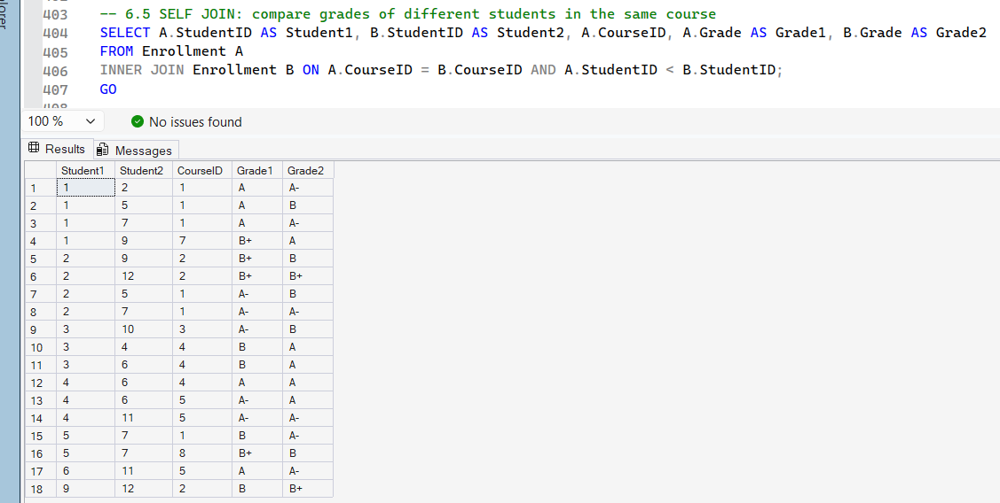 plorer
403 -- 6.5 SELF JOIN: compare grades of different students in the same course
404 SELECT A.StudentID AS Student1, B.StudentID AS Student2, A.CourseID, A.Grade AS Grade1, B.Grade AS Grade2
405 FROM Enrollment A
406 INNER JOIN Enrollment B ON A.CourseID = B.CourseID AND A.StudentID < B.StudentID;
407 GO
408
100 % No issues found
Results Messages
Student1 Student2 CourseID Grade1 Grade2
1 1 2 1 A A-
2 1 5 1 A B
3 1 7 1 A A-
4 1 9 7 B+ A
5 2 9 2 B+ B
6 2 12 2 B+ B+
7 2 5 1 A- B
8 2 7 1 A- A-
9 3 10 3 A- B
10 3 4 4 B A
11 3 6 4 B A
12 4 6 4 A A
13 4 6 5 A- A
14 4 11 5 A- A-
15 5 7 1 B A-
16 5 7 8 B+ B
17 6 11 5 A A-
18 9 12 2 B B+